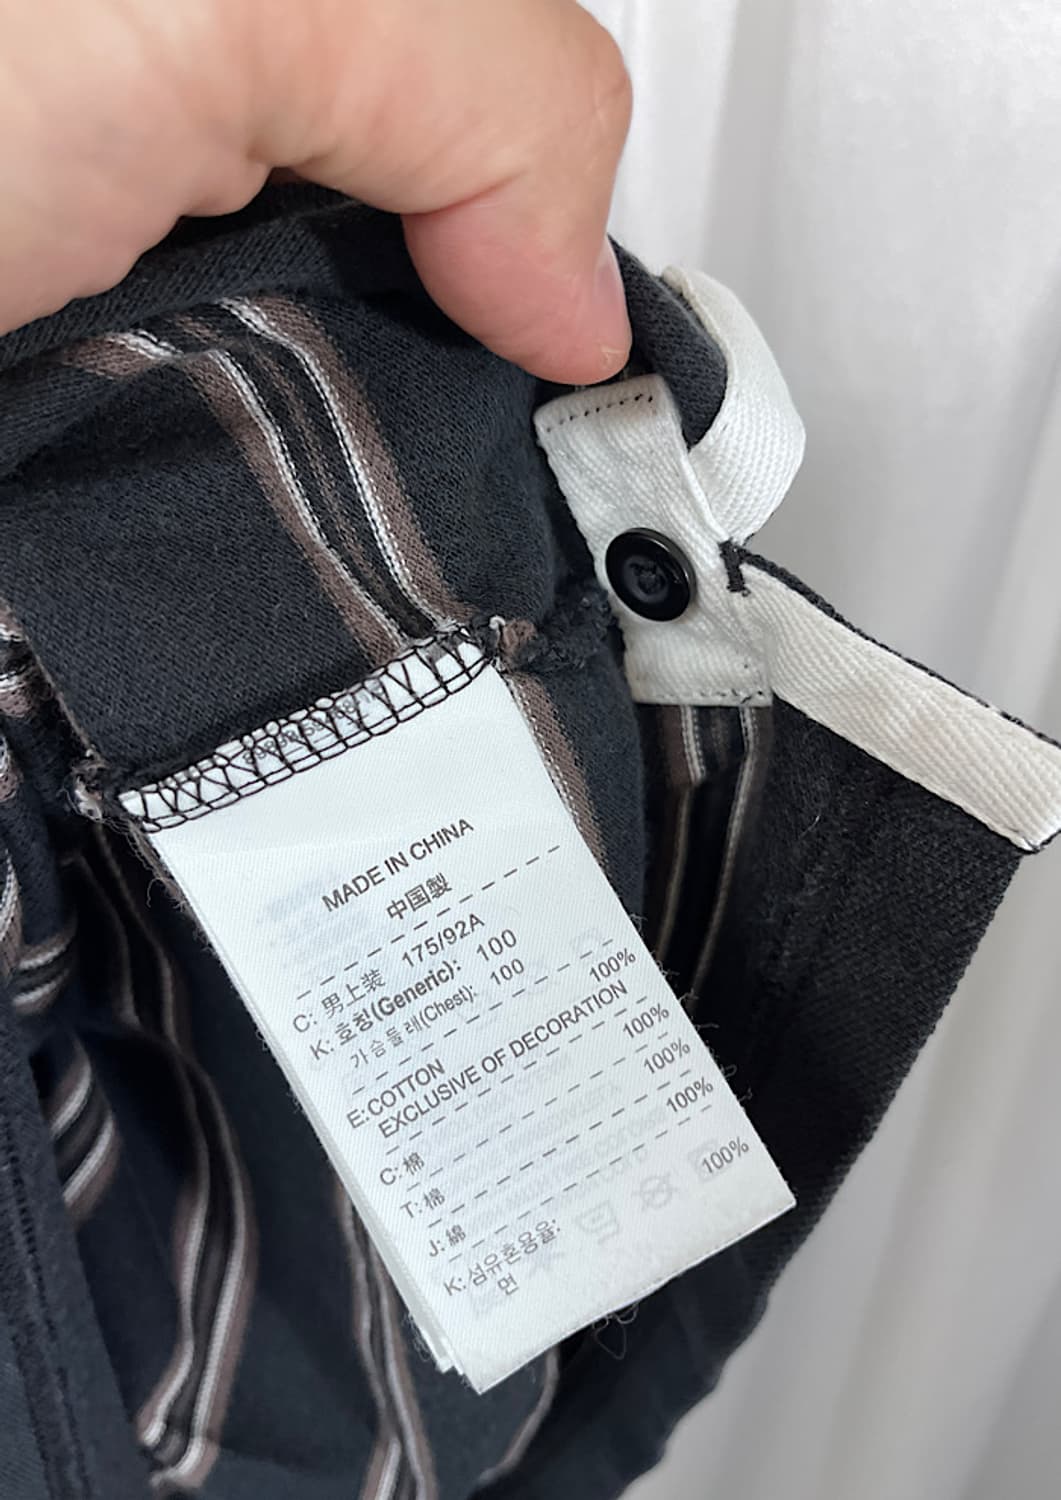 MADE IN CHINA
中国製
C: 男上装 175/92A
K: 호칭(Generic): 100
가슴둘레(Chest): 100
E:COTTON 100%
EXCLUSIVE OF DECORATION
C: 棉 100%
T: 棉 100%
J: 綿 100%
K: 섬유혼용율:
면 100%